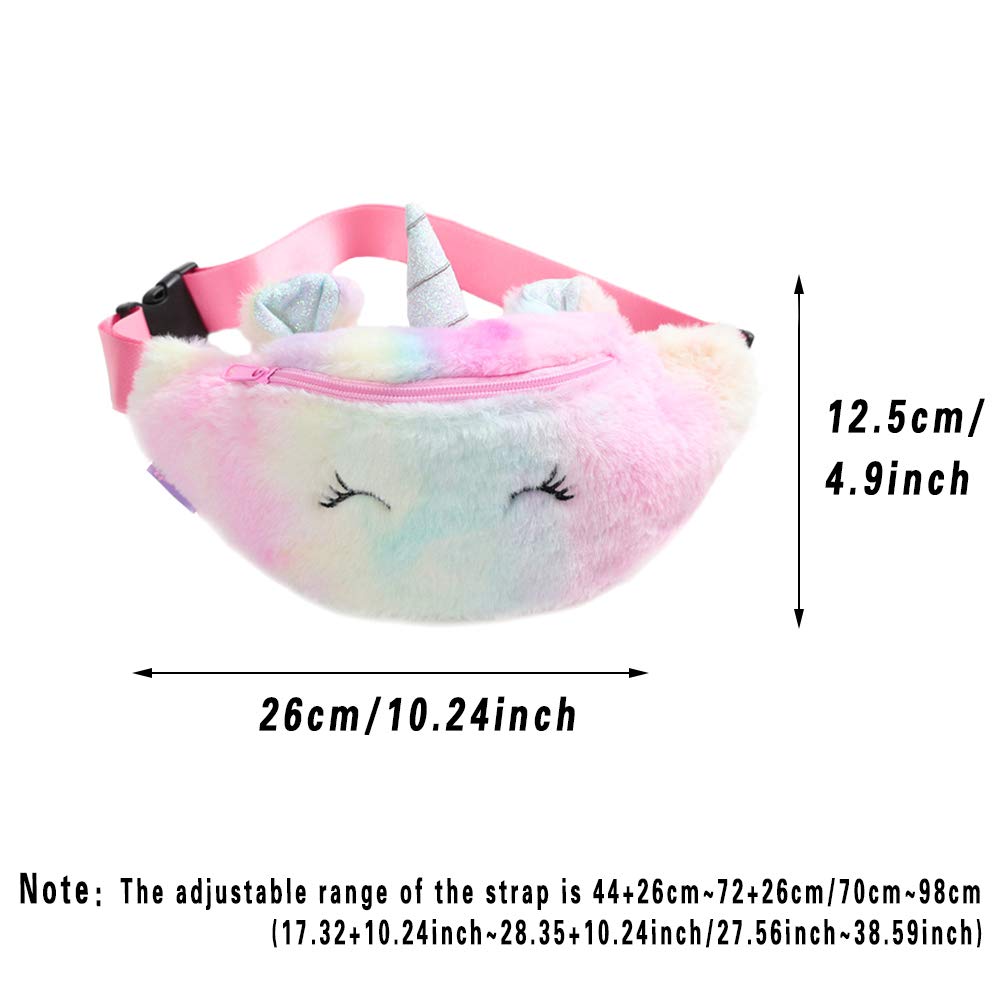 12.5cm/
4.9inch
26cm/10.24inch
Note: The adjustable range of the strap is 44+26cm~72+26cm/70cm~98cm
(17.32+10.24inch~28.35+10.24inch/27.56inch~38.59inch)